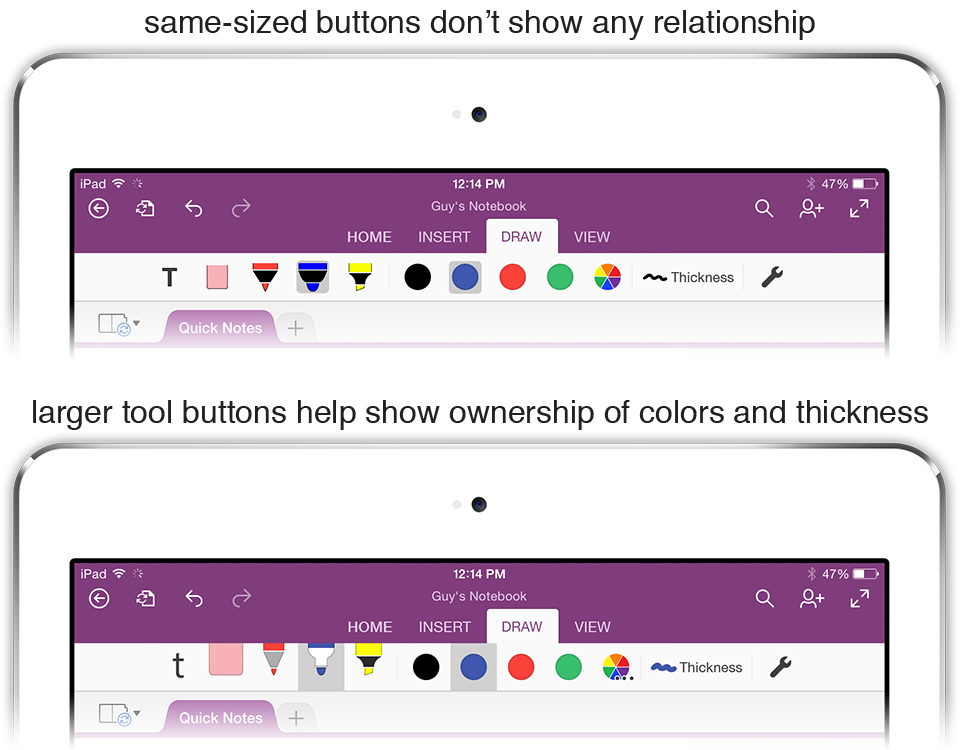 same-sized buttons don’t show any relationship
iPad 12:14 PM 47%
Guy's Notebook
HOME INSERT DRAW VIEW
T Thickness
Quick Notes +
larger tool buttons help show ownership of colors and thickness
iPad 12:14 PM 47%
Guy's Notebook
HOME INSERT DRAW VIEW
t Thickness
Quick Notes +